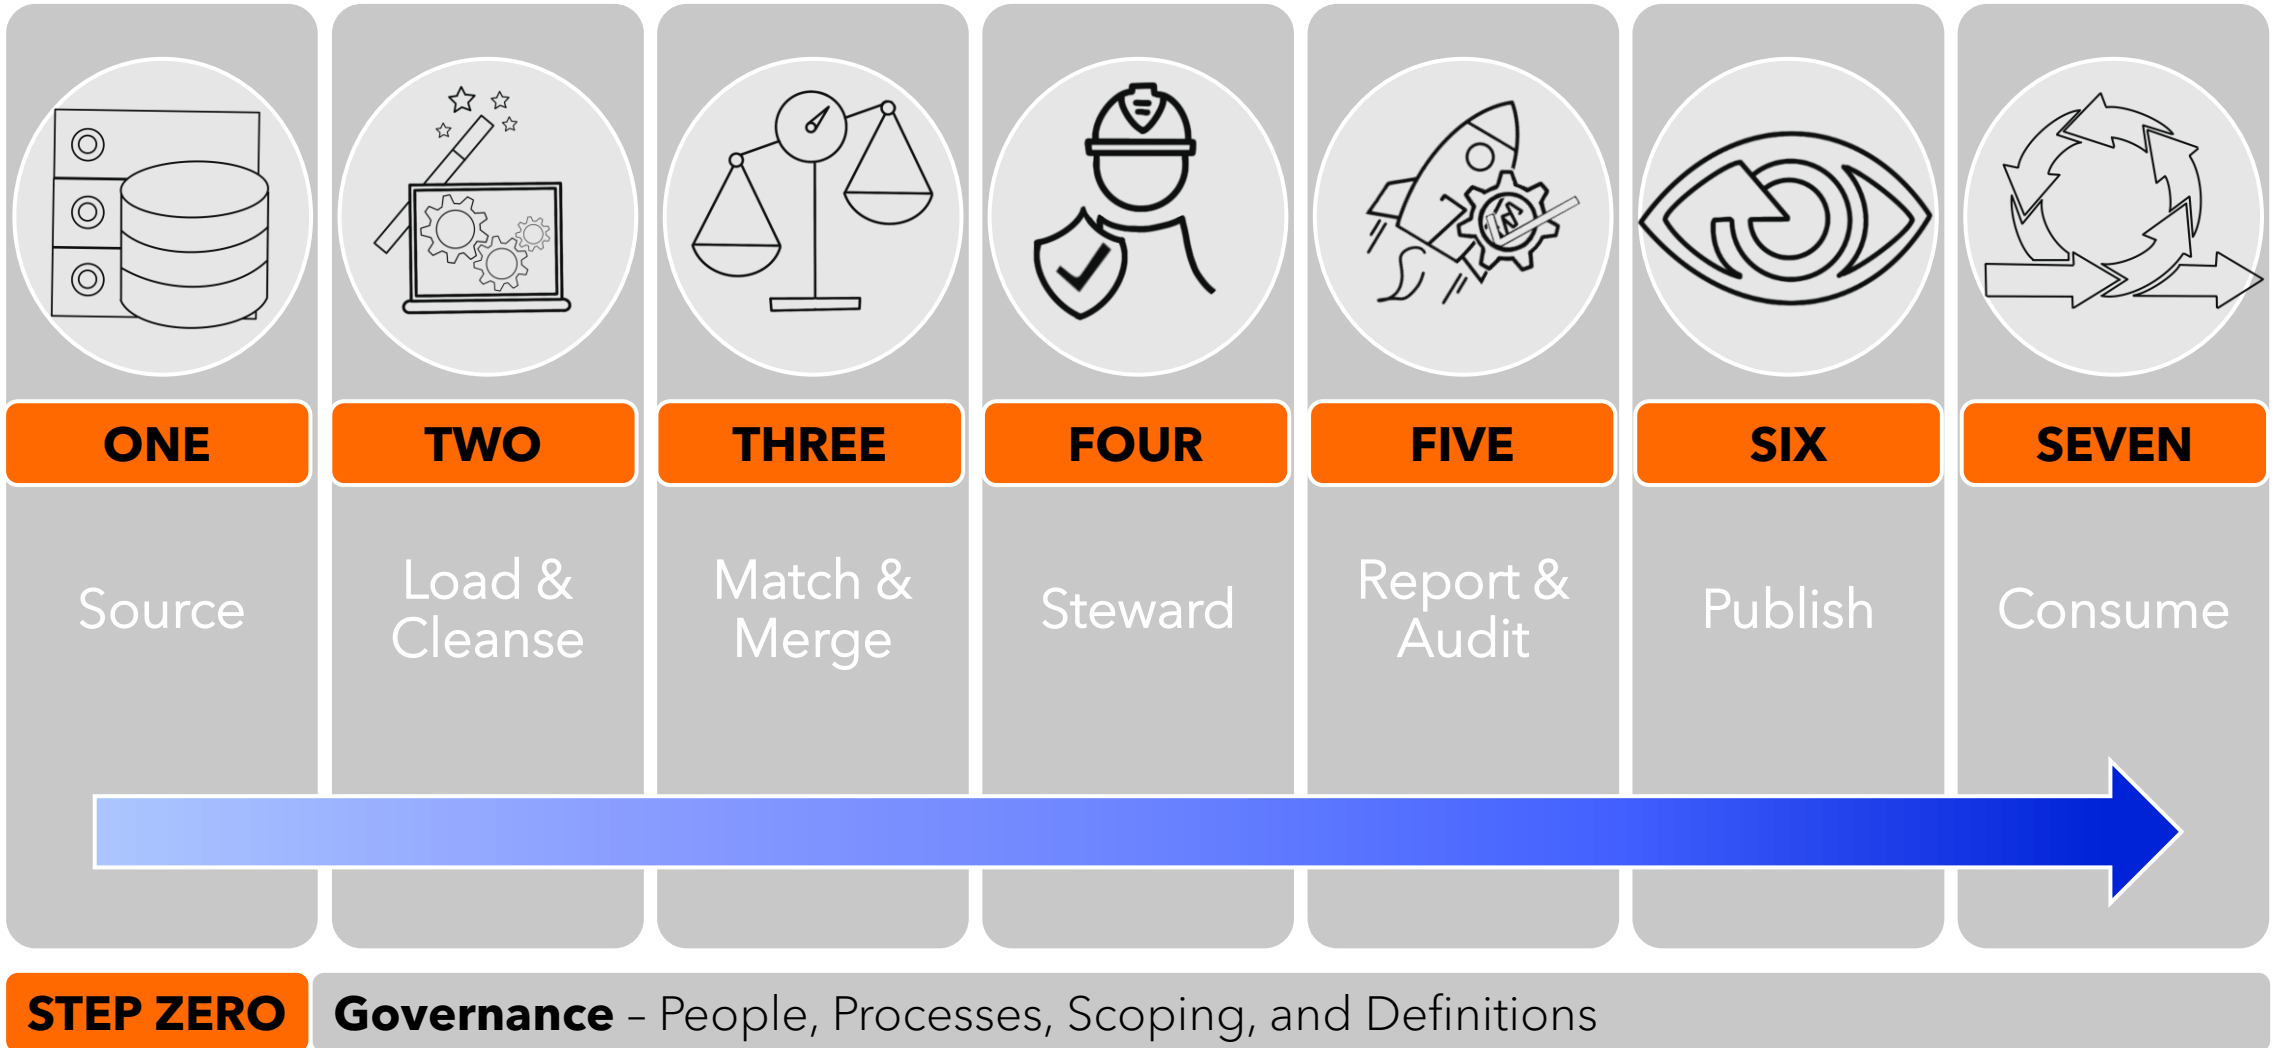 ONE
TWO
THREE
FOUR
FIVE
SIX
SEVEN
Source
Load &
Cleanse
Match &
Merge
Steward
Report &
Audit
Publish
Consume
STEP ZERO
Governance – People, Processes, Scoping, and Definitions